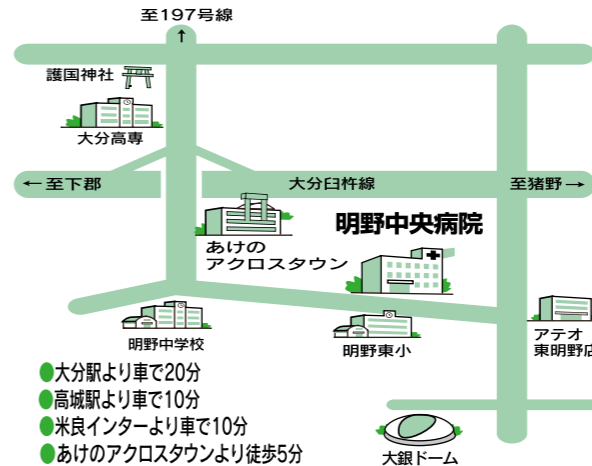 至197号線
↑
護国神社
大分高専
←至下郡
大分臼杵線
至猪野→
あけの
アクロスタウン
明野中央病院
明野中学校
明野東小
アテオ
東明野店
●大分駅より車で20分
●高城駅より車で10分
●米良インターより車で10分
●あけのアクロスタウンより徒歩5分
大銀ドーム